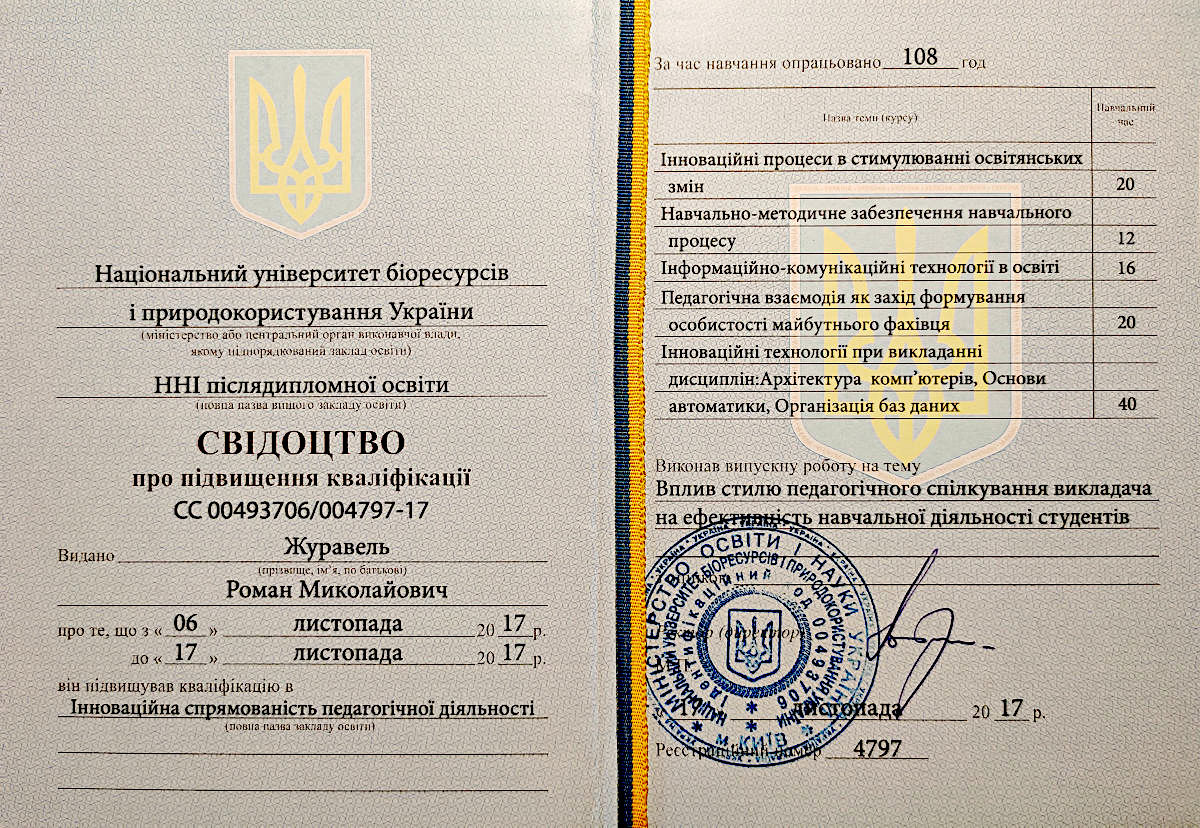 Національний університет біоресурсів
і природокористування України
(міністерство або центральний орган виконавчої влади,
якому підпорядкований заклад освіти)
ННІ післядипломної освіти
(повна назва вищого закладу освіти)
СВІДОЦТВО
про підвищення кваліфікації
СС 00493706/004797-17
Видано Журавель
(прізвище, ім'я, по батькові)
Роман Миколайович
про те, що з « 06 » листопада 20 17 р.
до « 17 » листопада 20 17 р.
він підвищував кваліфікацію в
Інноваційна спрямованість педагогічної діяльності
(повна назва закладу освіти)
За час навчання опрацьовано 108 год
Назва теми (курсу) Навчальний
час
Інноваційні процеси в стимулюванні освітянських
змін 20
Навчально-методичне забезпечення навчального
процесу 12
Інформаційно-комунікаційні технології в освіті 16
Педагогічна взаємодія як захід формування
особистості майбутнього фахівця 20
Інноваційні технології при викладанні
дисциплін:Архітектура комп’ютерів, Основи
автоматики, Організація баз даних 40
Виконав випускну роботу на тему
Вплив стилю педагогічного спілкування викладача
на ефективність навчальної діяльності студентів
МІНІСТЕРСТВО ОСВІТИ І НАУКИ УКРАЇНИ
НАЦІОНАЛЬНИЙ УНІВЕРСИТЕТ БІОРЕСУРСІВ І ПРИРОДОКОРИСТУВАННЯ УКРАЇНИ
Ідентифікаційний код 00493706
м. КИЇВ
(директор)
17 листопада 20 17 р.
Реєстраційний номер 4797